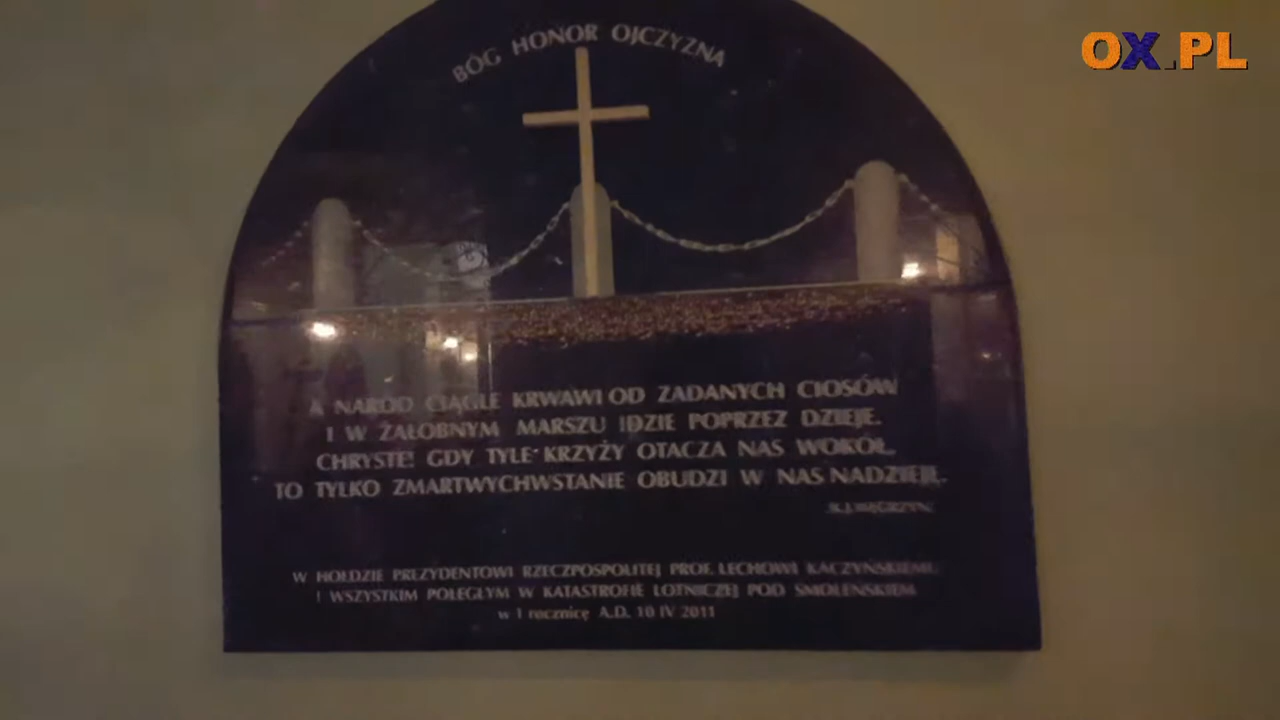 OX.PL
BÓG HONOR OJCZYZNA
A NARÓD CIĄGLE KRWAWI OD ZADANYCH CIOSÓW
I W ŻAŁOBNYM MARSZU IDZIE POPRZEZ DZIEJE.
CHRYSTE! GDY TYLE KRZYŻY OTACZA NAS WOKÓŁ,
TO TYLKO ZMARTWYCHWSTANIE OBUDZI W NAS NADZIEJĘ.
W HOŁDZIE PREZYDENTOWI RZECZPOSPOLITEJ PROF. LECHOWI KACZYŃSKIEMU
I WSZYSTKIM POLEGŁYM W KATASTROFIE LOTNICZEJ POD SMOLEŃSKIEM
w I rocznicę A.D. 10 IV 2011